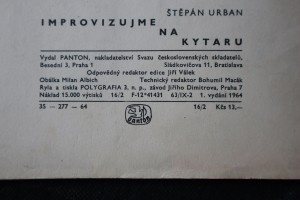 ŠTĚPÁN URBAN
IMPROVIZUJME
NA
KYTARU
Vydal PANTON, nakladatelství Svazu československých skladatelů,
Besední 3, Praha 1 Sládkovičova 11, Bratislava
Odpovědný redaktor edice Jiří Válek
Obálka Milan Albich Technický redaktor Bohumil Macák
Ryla a tiskla POLYGRAFIA 3, n. p., závod Jiřího Dimitrova, Praha 7
Náklad 15.000 výtisků 16/2 F-12*41431 63/IX-2 1. vydání 1964
35 - 277 - 64 16/2 Kčs 13,—
Panton